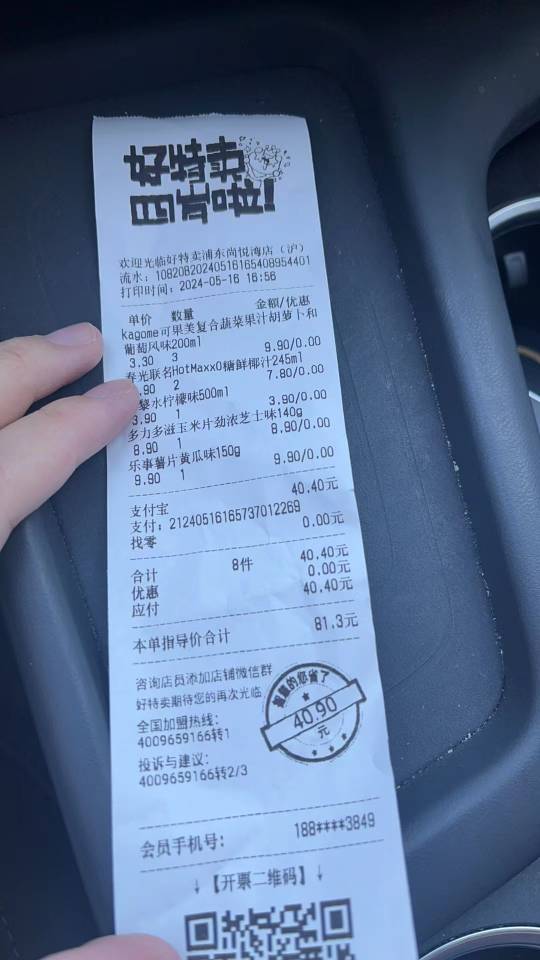 好特卖
欢迎光临好特卖浦东尚悦湾店（沪）
流水：10820B20240516165408954401
打印时间：2024-05-16 16:56
单价 数量 金额/优惠
kagome可果美复合蔬菜果汁胡萝卜和
葡萄风味200ml
3.30 3 9.90/0.00
春光联名HotMaxx0糖鲜椰汁245ml
.90 2 7.80/0.00
黎水柠檬味500ml
3.90 1 3.90/0.00
多力多滋玉米片劲浓芝士味140g
8.90 1 8.90/0.00
乐事薯片黄瓜味150g
9.90 1 9.90/0.00
支付宝 40.40元
支付：21240516165737012269
找零 0.00元
合计 8件 40.40元
优惠 0.00元
应付 40.40元
本单指导价合计 81.3元
咨询店员添加店铺微信群
好特卖期待您的再次光临
全国加盟热线：
4009659166转1
投诉与建议：
4009659166转2/3
的您省了
40.90
元
会员手机号： 188****3849
↓【开票二维码】↓